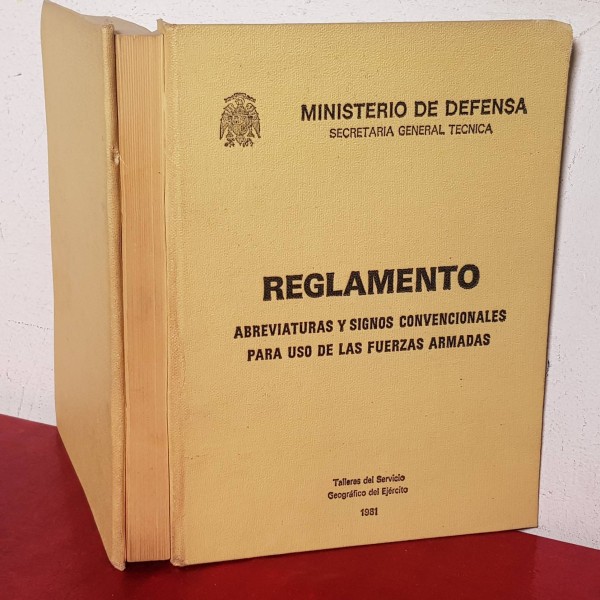 MINISTERIO DE DEFENSA
SECRETARIA GENERAL TECNICA
REGLAMENTO
ABREVIATURAS Y SIGNOS CONVENCIONALES
PARA USO DE LAS FUERZAS ARMADAS
Talleres del Servicio
Geográfico del Ejército
1981